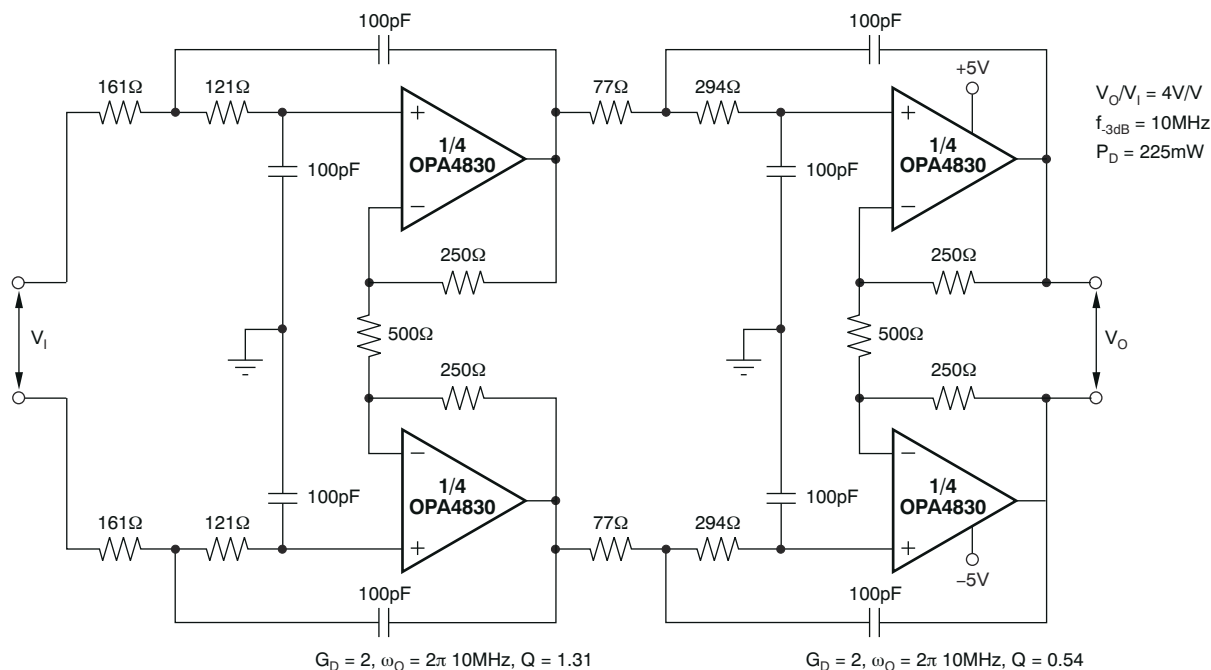 100pF
100pF
161Ω
121Ω
77Ω
294Ω
+5V
V_O/V_I = 4V/V
f_-3dB = 10MHz
P_D = 225mW
+
1/4
OPA4830
−
+
1/4
OPA4830
−
100pF
100pF
250Ω
250Ω
V_I
500Ω
500Ω
V_O
250Ω
250Ω
100pF
−
1/4
OPA4830
+
100pF
−
1/4
OPA4830
+
161Ω
121Ω
77Ω
294Ω
−5V
100pF
100pF
G_D = 2, ω_O = 2π 10MHz, Q = 1.31
G_D = 2, ω_O = 2π 10MHz, Q = 0.54